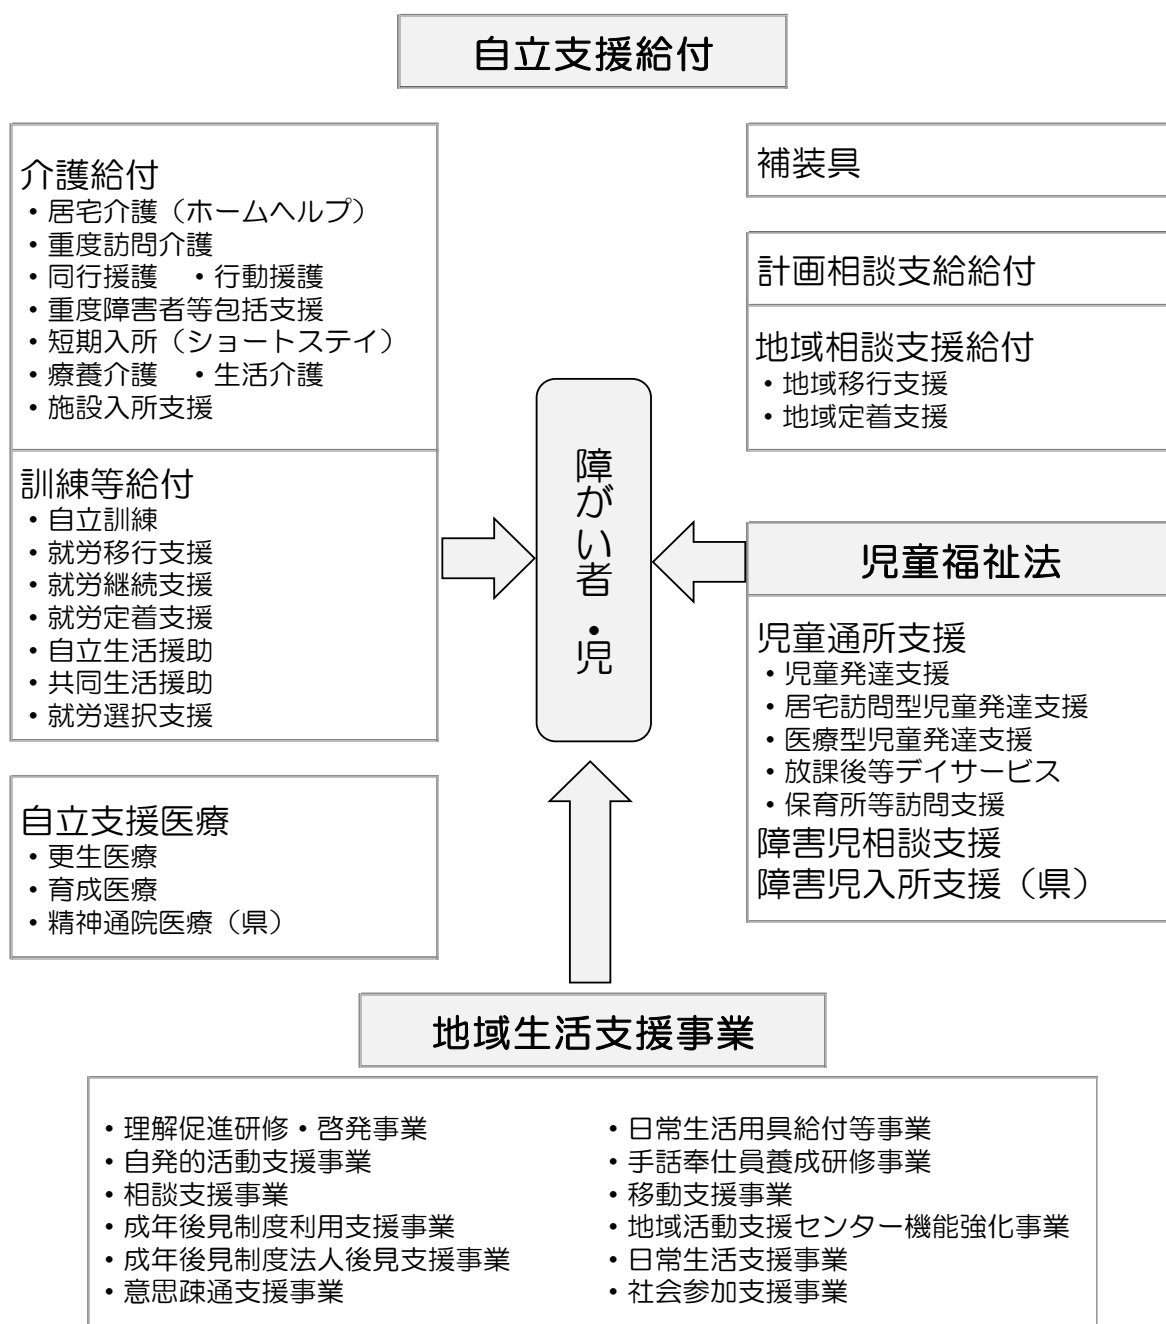 自立支援給付
介護給付
・居宅介護（ホームヘルプ）
・重度訪問介護
・同行援護　・行動援護
・重度障害者等包括支援
・短期入所（ショートステイ）
・療養介護　・生活介護
・施設入所支援
訓練等給付
・自立訓練
・就労移行支援
・就労継続支援
・就労定着支援
・自立生活援助
・共同生活援助
・就労選択支援
自立支援医療
・更生医療
・育成医療
・精神通院医療（県）
障がい者・児
補装具
計画相談支給給付
地域相談支援給付
・地域移行支援
・地域定着支援
児童福祉法
児童通所支援
・児童発達支援
・居宅訪問型児童発達支援
・医療型児童発達支援
・放課後等デイサービス
・保育所等訪問支援
障害児相談支援
障害児入所支援（県）
地域生活支援事業
・理解促進研修・啓発事業
・自発的活動支援事業
・相談支援事業
・成年後見制度利用支援事業
・成年後見制度法人後見支援事業
・意思疎通支援事業
・日常生活用具給付等事業
・手話奉仕員養成研修事業
・移動支援事業
・地域活動支援センター機能強化事業
・日常生活支援事業
・社会参加支援事業